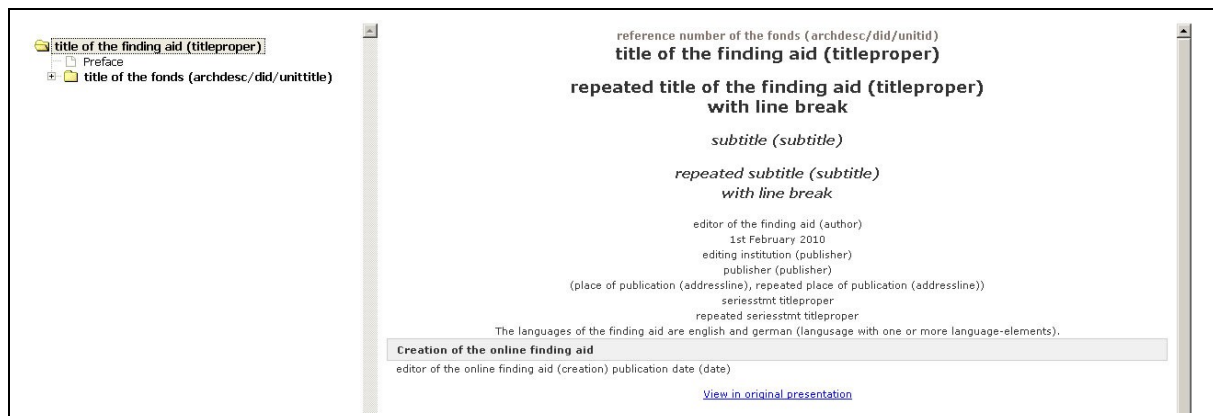 title of the finding aid (titleproper)
Preface
title of the fonds (archdesc/did/unittitle)
reference number of the fonds (archdesc/did/unitid)
title of the finding aid (titleproper)
repeated title of the finding aid (titleproper)
with line break
subtitle (subtitle)
repeated subtitle (subtitle)
with line break
editor of the finding aid (author)
1st February 2010
editing institution (publisher)
publisher (publisher)
(place of publication (addressline), repeated place of publication (addressline))
seriesstmt titleproper
repeated seriesstmt titleproper
The languages of the finding aid are english and german (langusage with one or more language-elements).
Creation of the online finding aid
editor of the online finding aid (creation) publication date (date)
View in original presentation